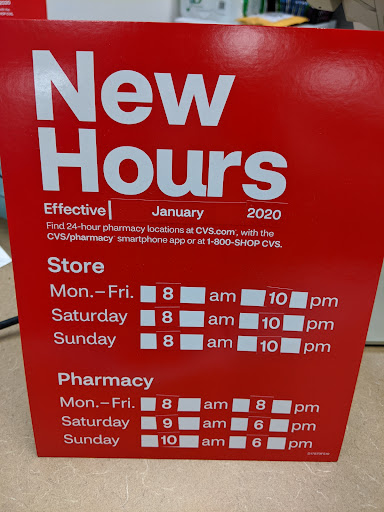 New
Hours
Effective January 2020
Find 24-hour pharmacy locations at CVS.com, with the
CVS/pharmacy smartphone app or at 1-800-SHOP CVS.
Store
Mon.–Fri. 8 am 10 pm
Saturday 8 am 10 pm
Sunday 8 am 10 pm
Pharmacy
Mon.–Fri. 8 am 8 pm
Saturday 9 am 6 pm
Sunday 10 am 6 pm